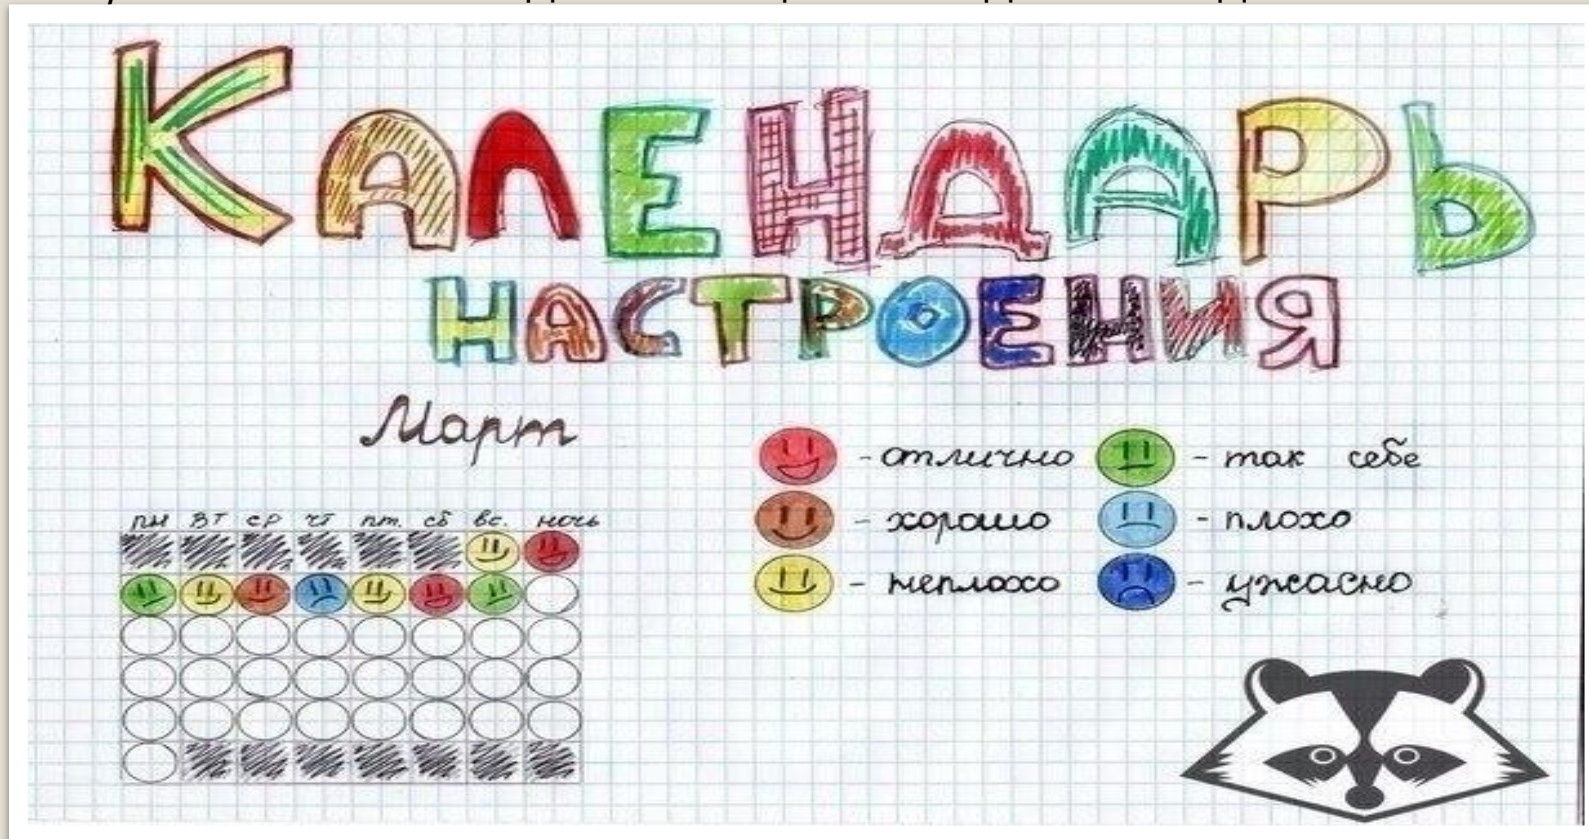 Календарь
настроения
Март
- отлично - так себе
пн вт ср чт пт. сб вс. ночь
- хорошо - плохо
- неплохо - ужасно